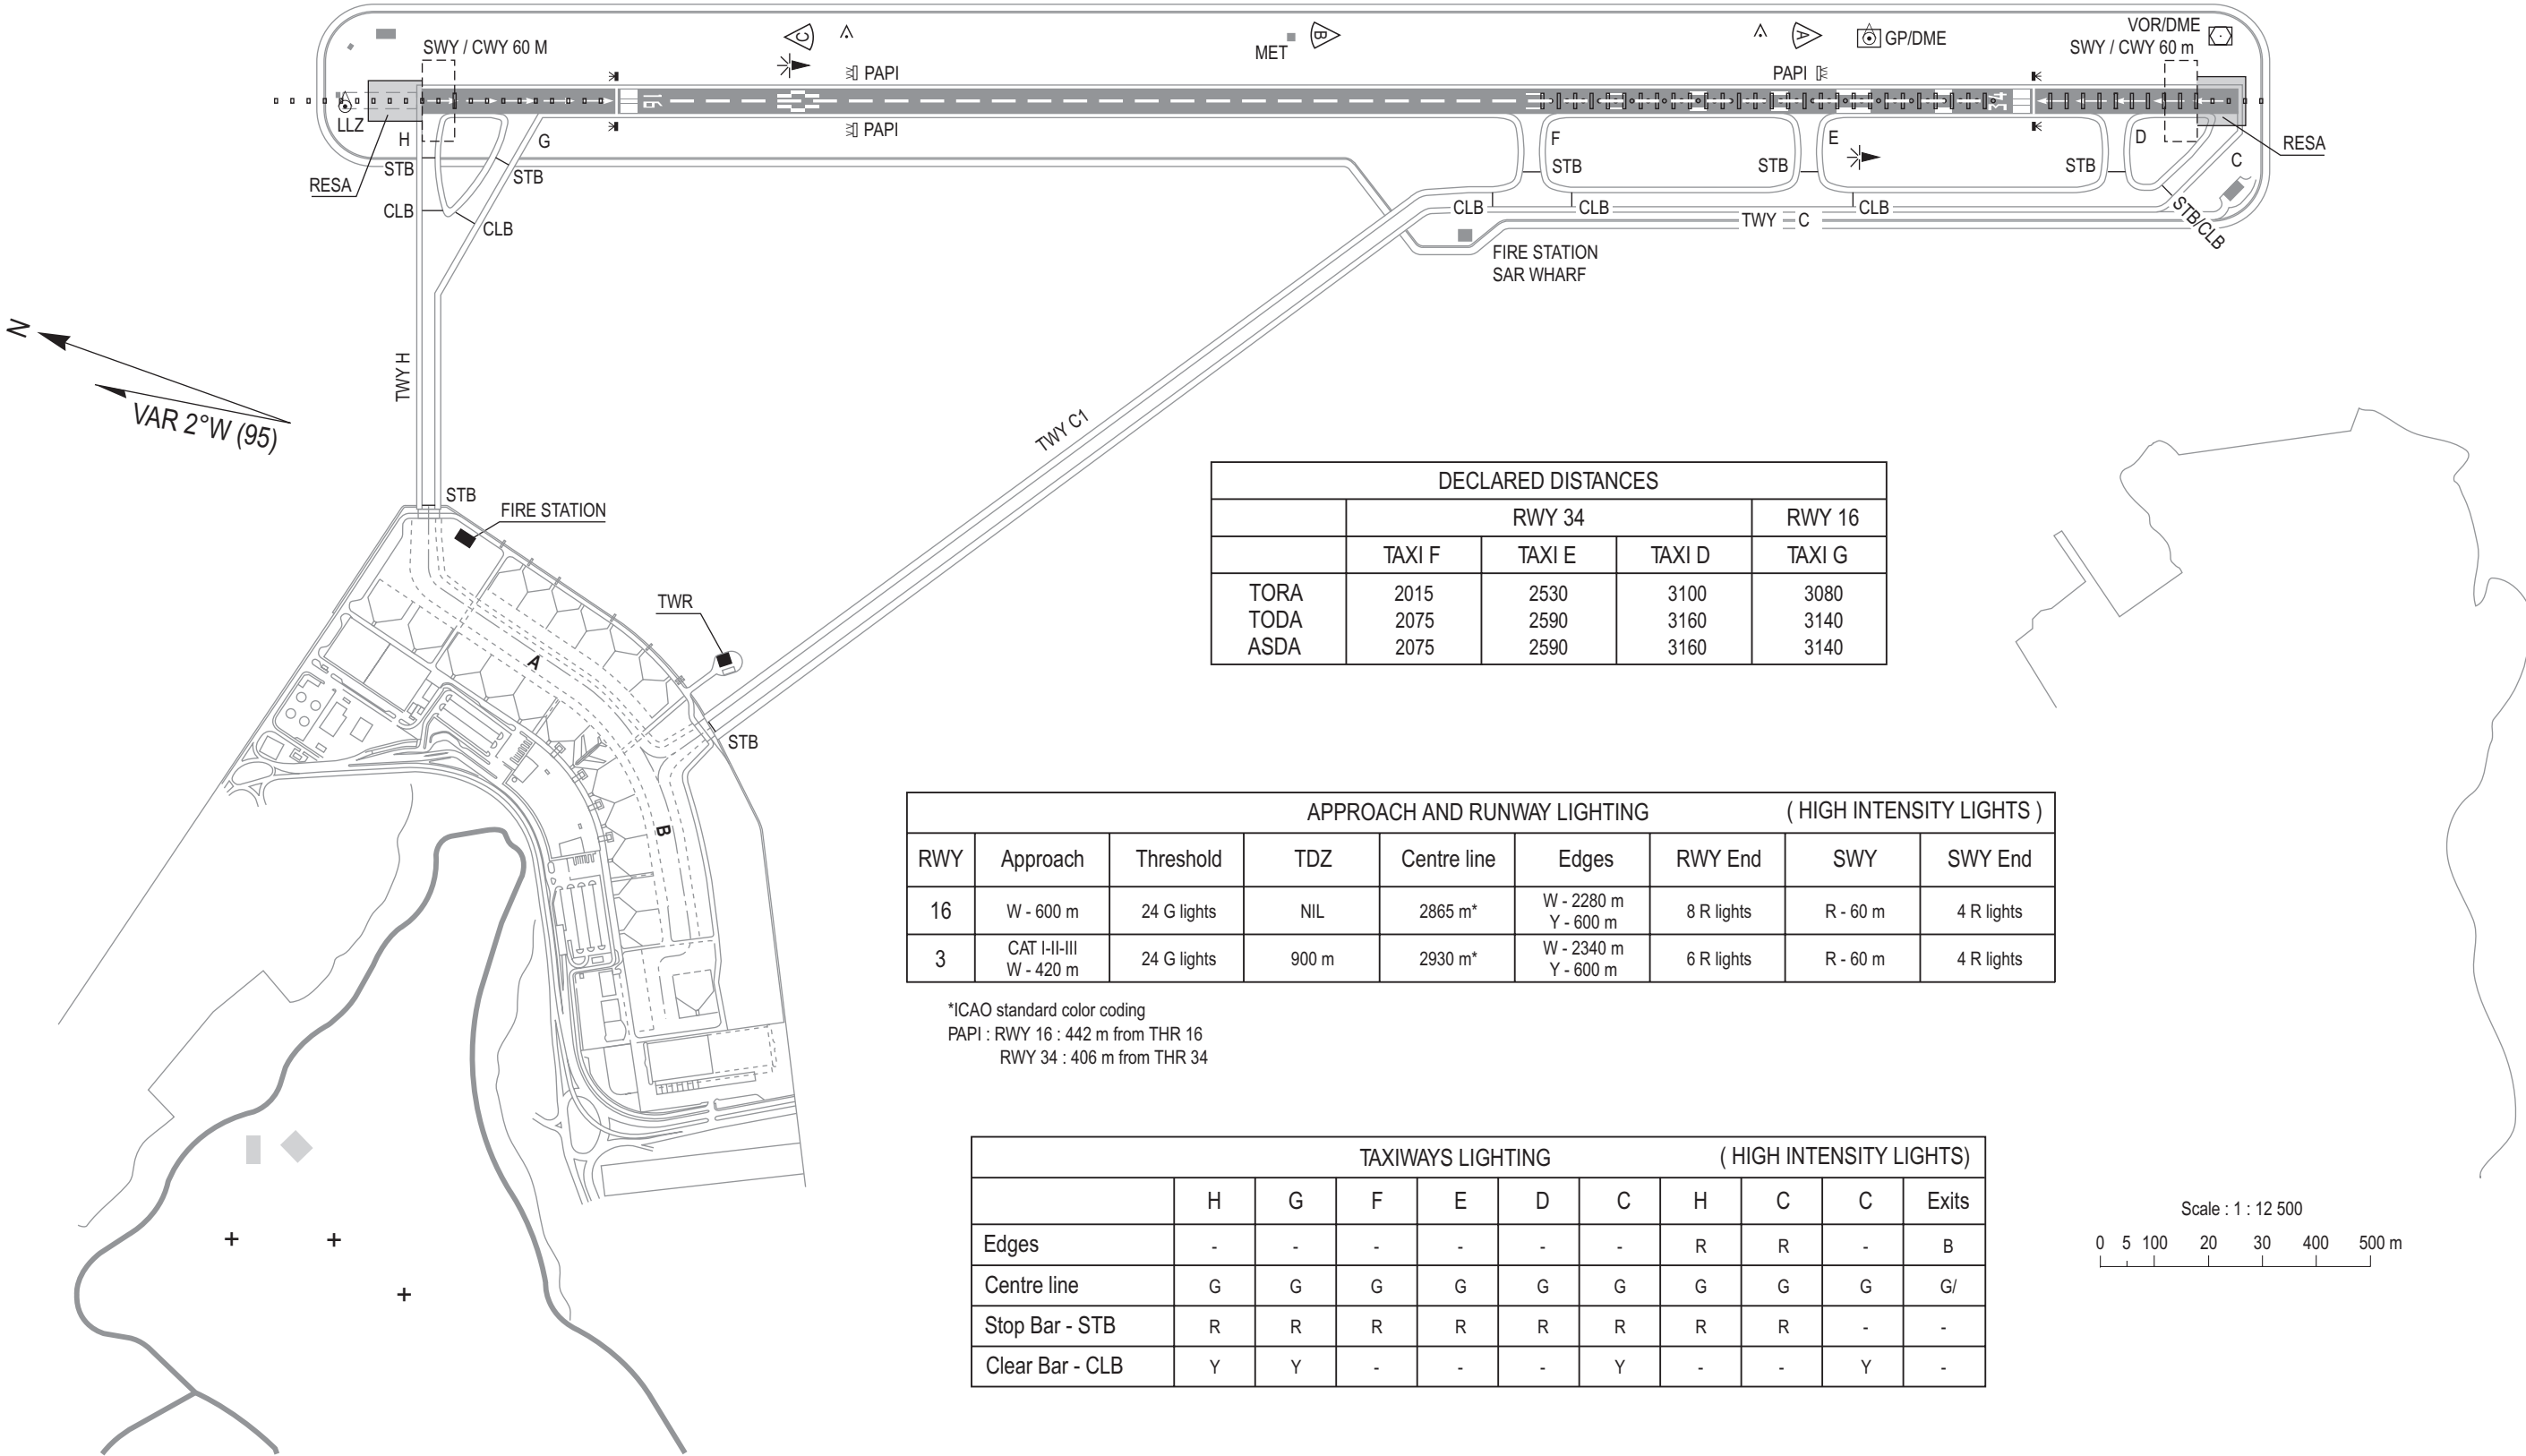 SWY / CWY 60 M
C
MET
B
A
GP/DME
VOR/DME
SWY / CWY 60 m
PAPI
PAPI
LLZ
16
34
PAPI
H
G
F
E
D
C
RESA
STB
STB
STB
STB
STB
RESA
CLB
CLB
CLB
CLB
CLB
STB/CLB
TWY C
FIRE STATION
SAR WHARF
N
VAR 2°W (95)
TWY H
TWY C1
STB
FIRE STATION
TWR
A
STB
B
DECLARED DISTANCES
RWY 34 RWY 16
TAXI F TAXI E TAXI D TAXI G
TORA 2015 2530 3100 3080
TODA 2075 2590 3160 3140
ASDA 2075 2590 3160 3140
APPROACH AND RUNWAY LIGHTING ( HIGH INTENSITY LIGHTS )
RWY Approach Threshold TDZ Centre line Edges RWY End SWY SWY End
16 W - 600 m 24 G lights NIL 2865 m* W - 2280 m Y - 600 m 8 R lights R - 60 m 4 R lights
3 CAT I-II-III W - 420 m 24 G lights 900 m 2930 m* W - 2340 m Y - 600 m 6 R lights R - 60 m 4 R lights
*ICAO standard color coding
PAPI : RWY 16 : 442 m from THR 16
RWY 34 : 406 m from THR 34
TAXIWAYS LIGHTING ( HIGH INTENSITY LIGHTS)
H G F E D C H C C Exits
Edges - - - - - - R R - B
Centre line G G G G G G G G G G/
Stop Bar - STB R R R R R R R R - -
Clear Bar - CLB Y Y - - - Y - - Y -
Scale : 1 : 12 500
0 5 100 20 30 400 500 m